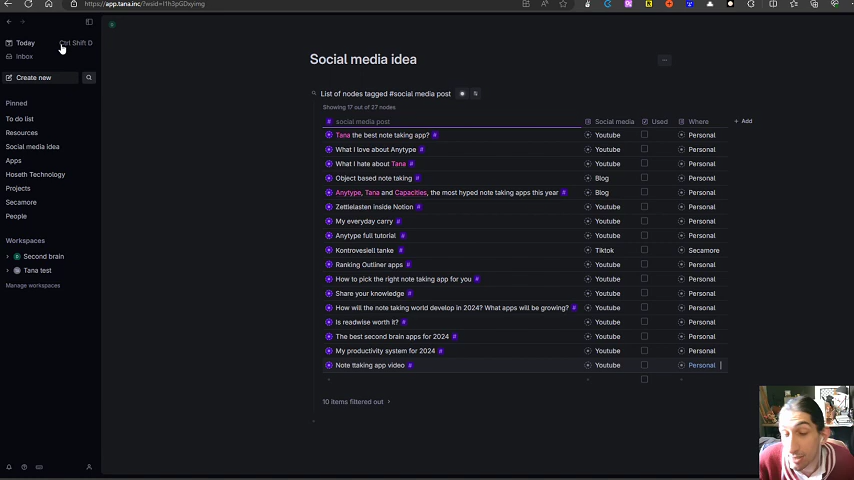 https://app.tana.inc/?wsid=I1h3pGDxyimg
Today Ctrl Shift D
Inbox
Create new
Pinned
To do list
Resources
Social media idea
Apps
Hoseth Technology
Projects
Secamore
People
Workspaces
Second brain
Tana test
Manage workspaces
Social media idea
List of nodes tagged #social media post
Showing 17 out of 27 nodes
# social media post Social media Used Where + Add
Tana the best note taking app? # Youtube Personal
What I love about Anytype # Youtube Personal
What I hate about Tana # Youtube Personal
Object based note taking # Blog Personal
Anytype, Tana and Capacities, the most hyped note taking apps this year # Blog Personal
Zettlelasten inside Notion # Youtube Personal
My everyday carry # Youtube Personal
Anytype full tutorial # Youtube Personal
Kontrovesiell tanke # Tiktok Secamore
Ranking Outliner apps # Youtube Personal
How to pick the right note taking app for you # Youtube Personal
Share your knowledge # Youtube Personal
How will the note taking world develop in 2024? What apps will be growing? # Youtube Personal
Is readwise worth it? # Youtube Personal
The best second brain apps for 2024 # Youtube Personal
My productivity system for 2024 # Youtube Personal
Note ttaking app video # Youtube Personal
10 items filtered out >